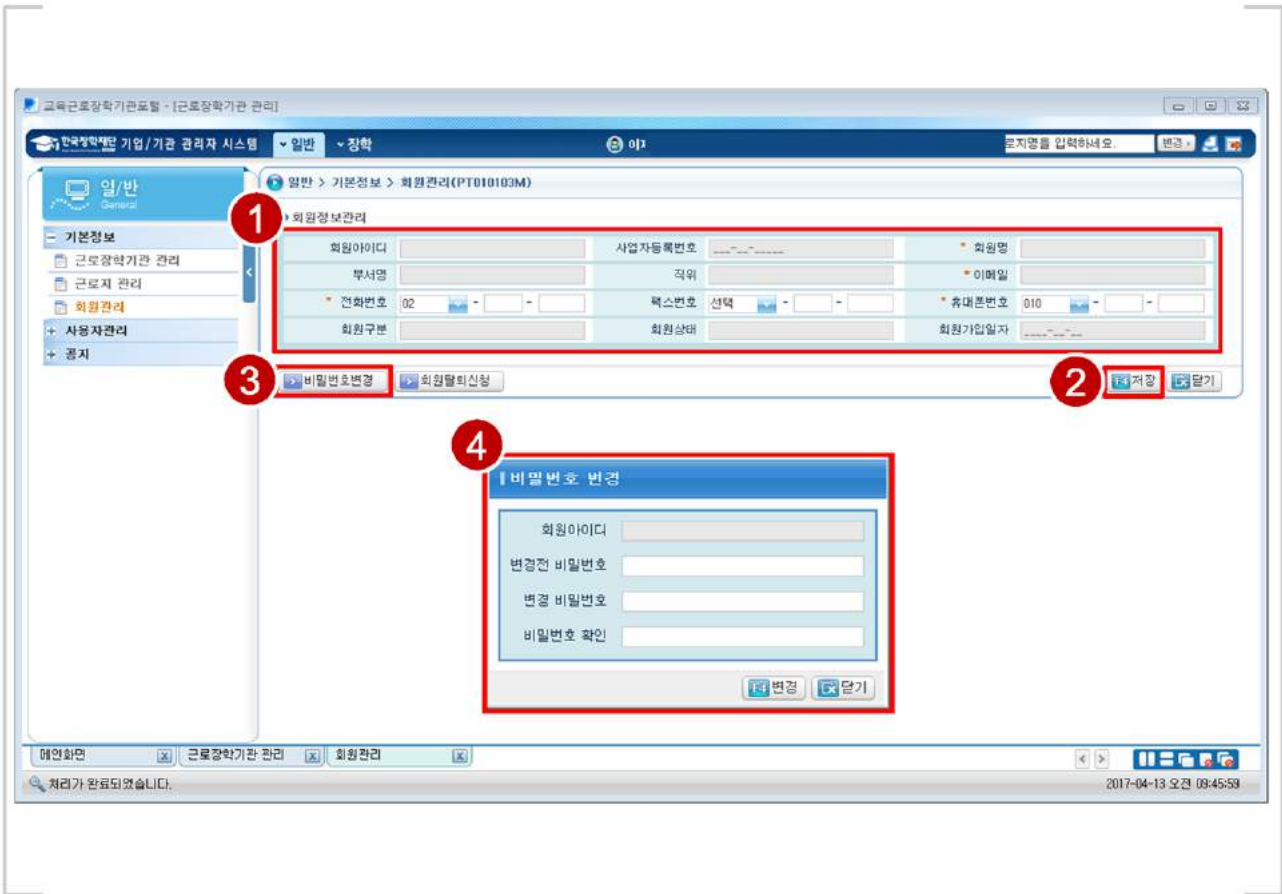 교육근로장학기관포털 - [근로장학기관 관리]
한국장학재단 기업/기관 관리자 시스템 일반 장학 로지명을 입력하세요. 변경
일/반
General
일반 > 기본정보 > 회원관리(PT010103M)
1
회원정보관리
- 기본정보
근로장학기관 관리
근로지 관리
회원관리
+ 사용자관리
+ 공지
회원아이디 사업자등록번호 ___-__-_____ * 회원명
부서명 직위 * 이메일
* 전화번호 02 - - 팩스번호 선택 - - * 휴대폰번호 010 - -
회원구분 회원상태 회원가입일자 ____-__-__
3 비밀번호변경 회원탈퇴신청 2 저장 닫기
4
비밀번호 변경
회원아이디
변경전 비밀번호
변경 비밀번호
비밀번호 확인
변경 닫기
메인화면 근로장학기관 관리 회원관리
처리가 완료되었습니다. 2017-04-13 오전 09:45:59